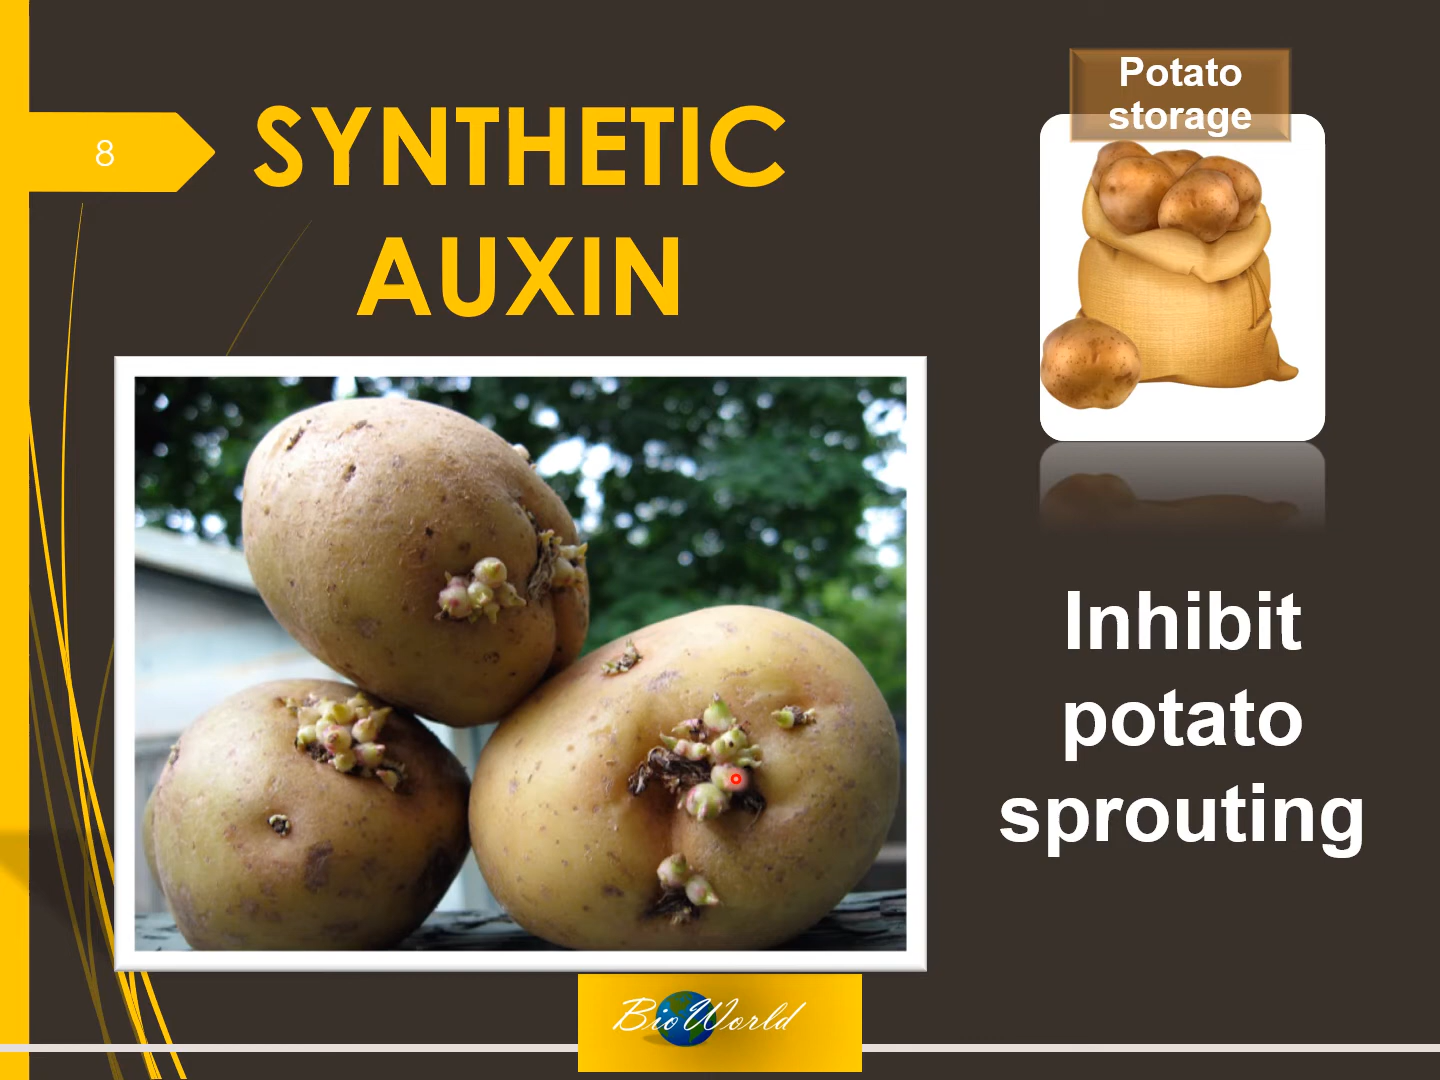 8
SYNTHETIC
AUXIN
Potato
storage
Inhibit
potato
sprouting
BioWorld